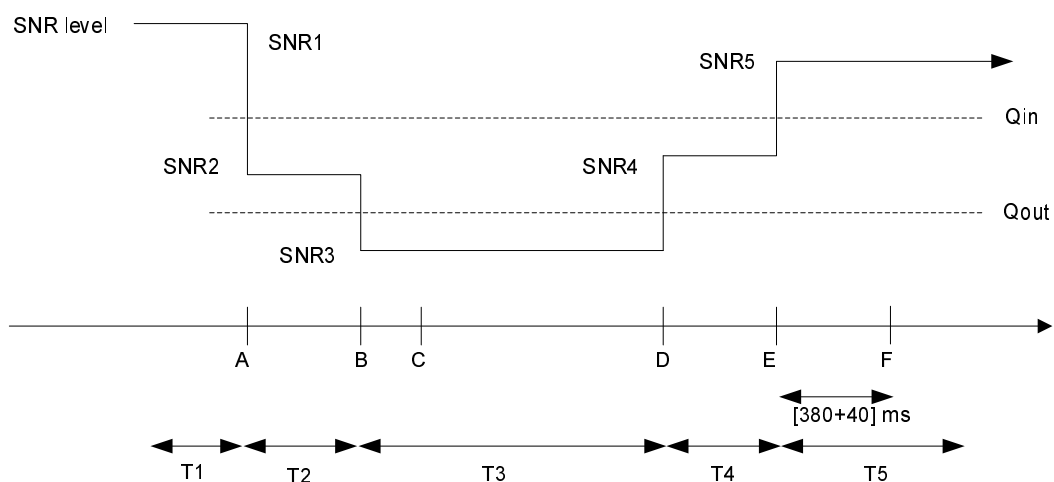 SNR level
SNR1
SNR5
Qin
SNR2
SNR4
Qout
SNR3
A B C D E F
[380+40] ms
T1 T2 T3 T4 T5